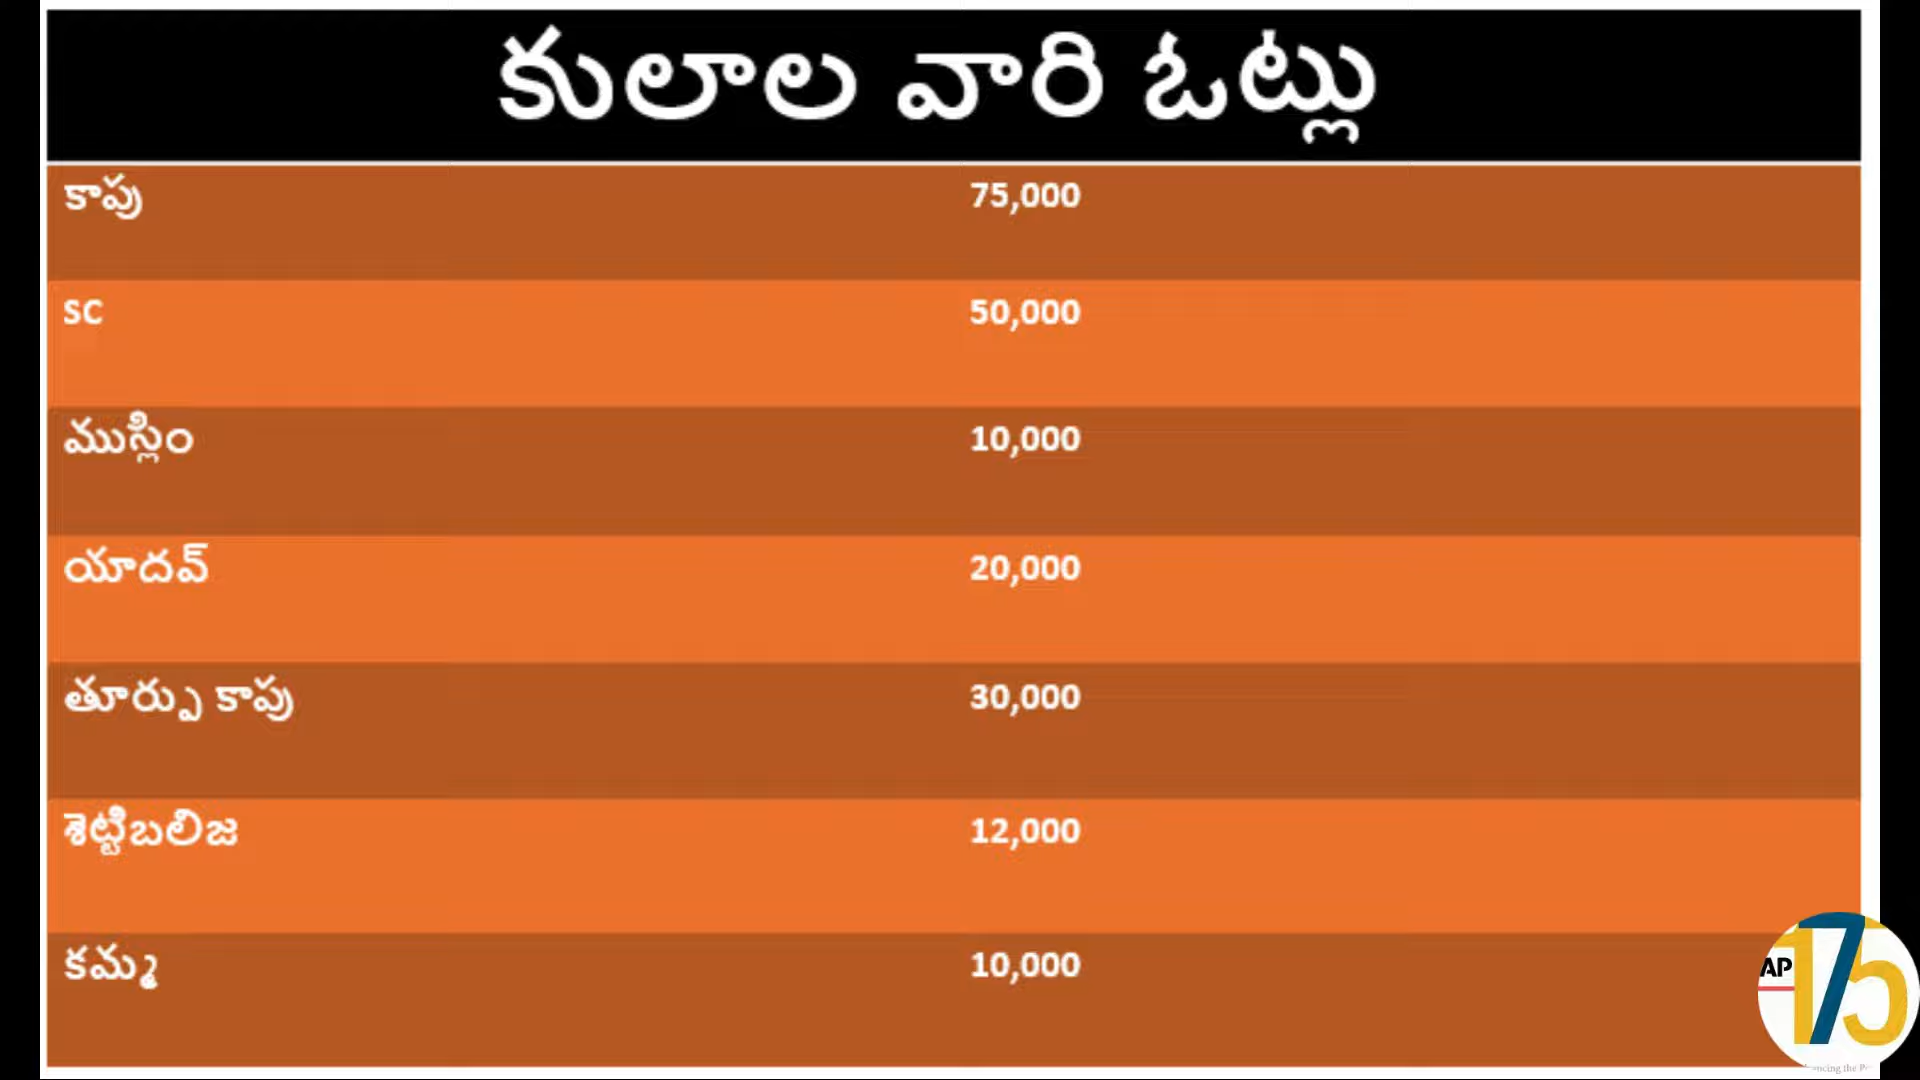 కులాల వారి ఓట్లు
కాపు 75,000
SC 50,000
ముస్లిం 10,000
యాదవ్ 20,000
తూర్పు కాపు 30,000
శెట్టిబలిజ 12,000
కమ్మ 10,000
AP 175